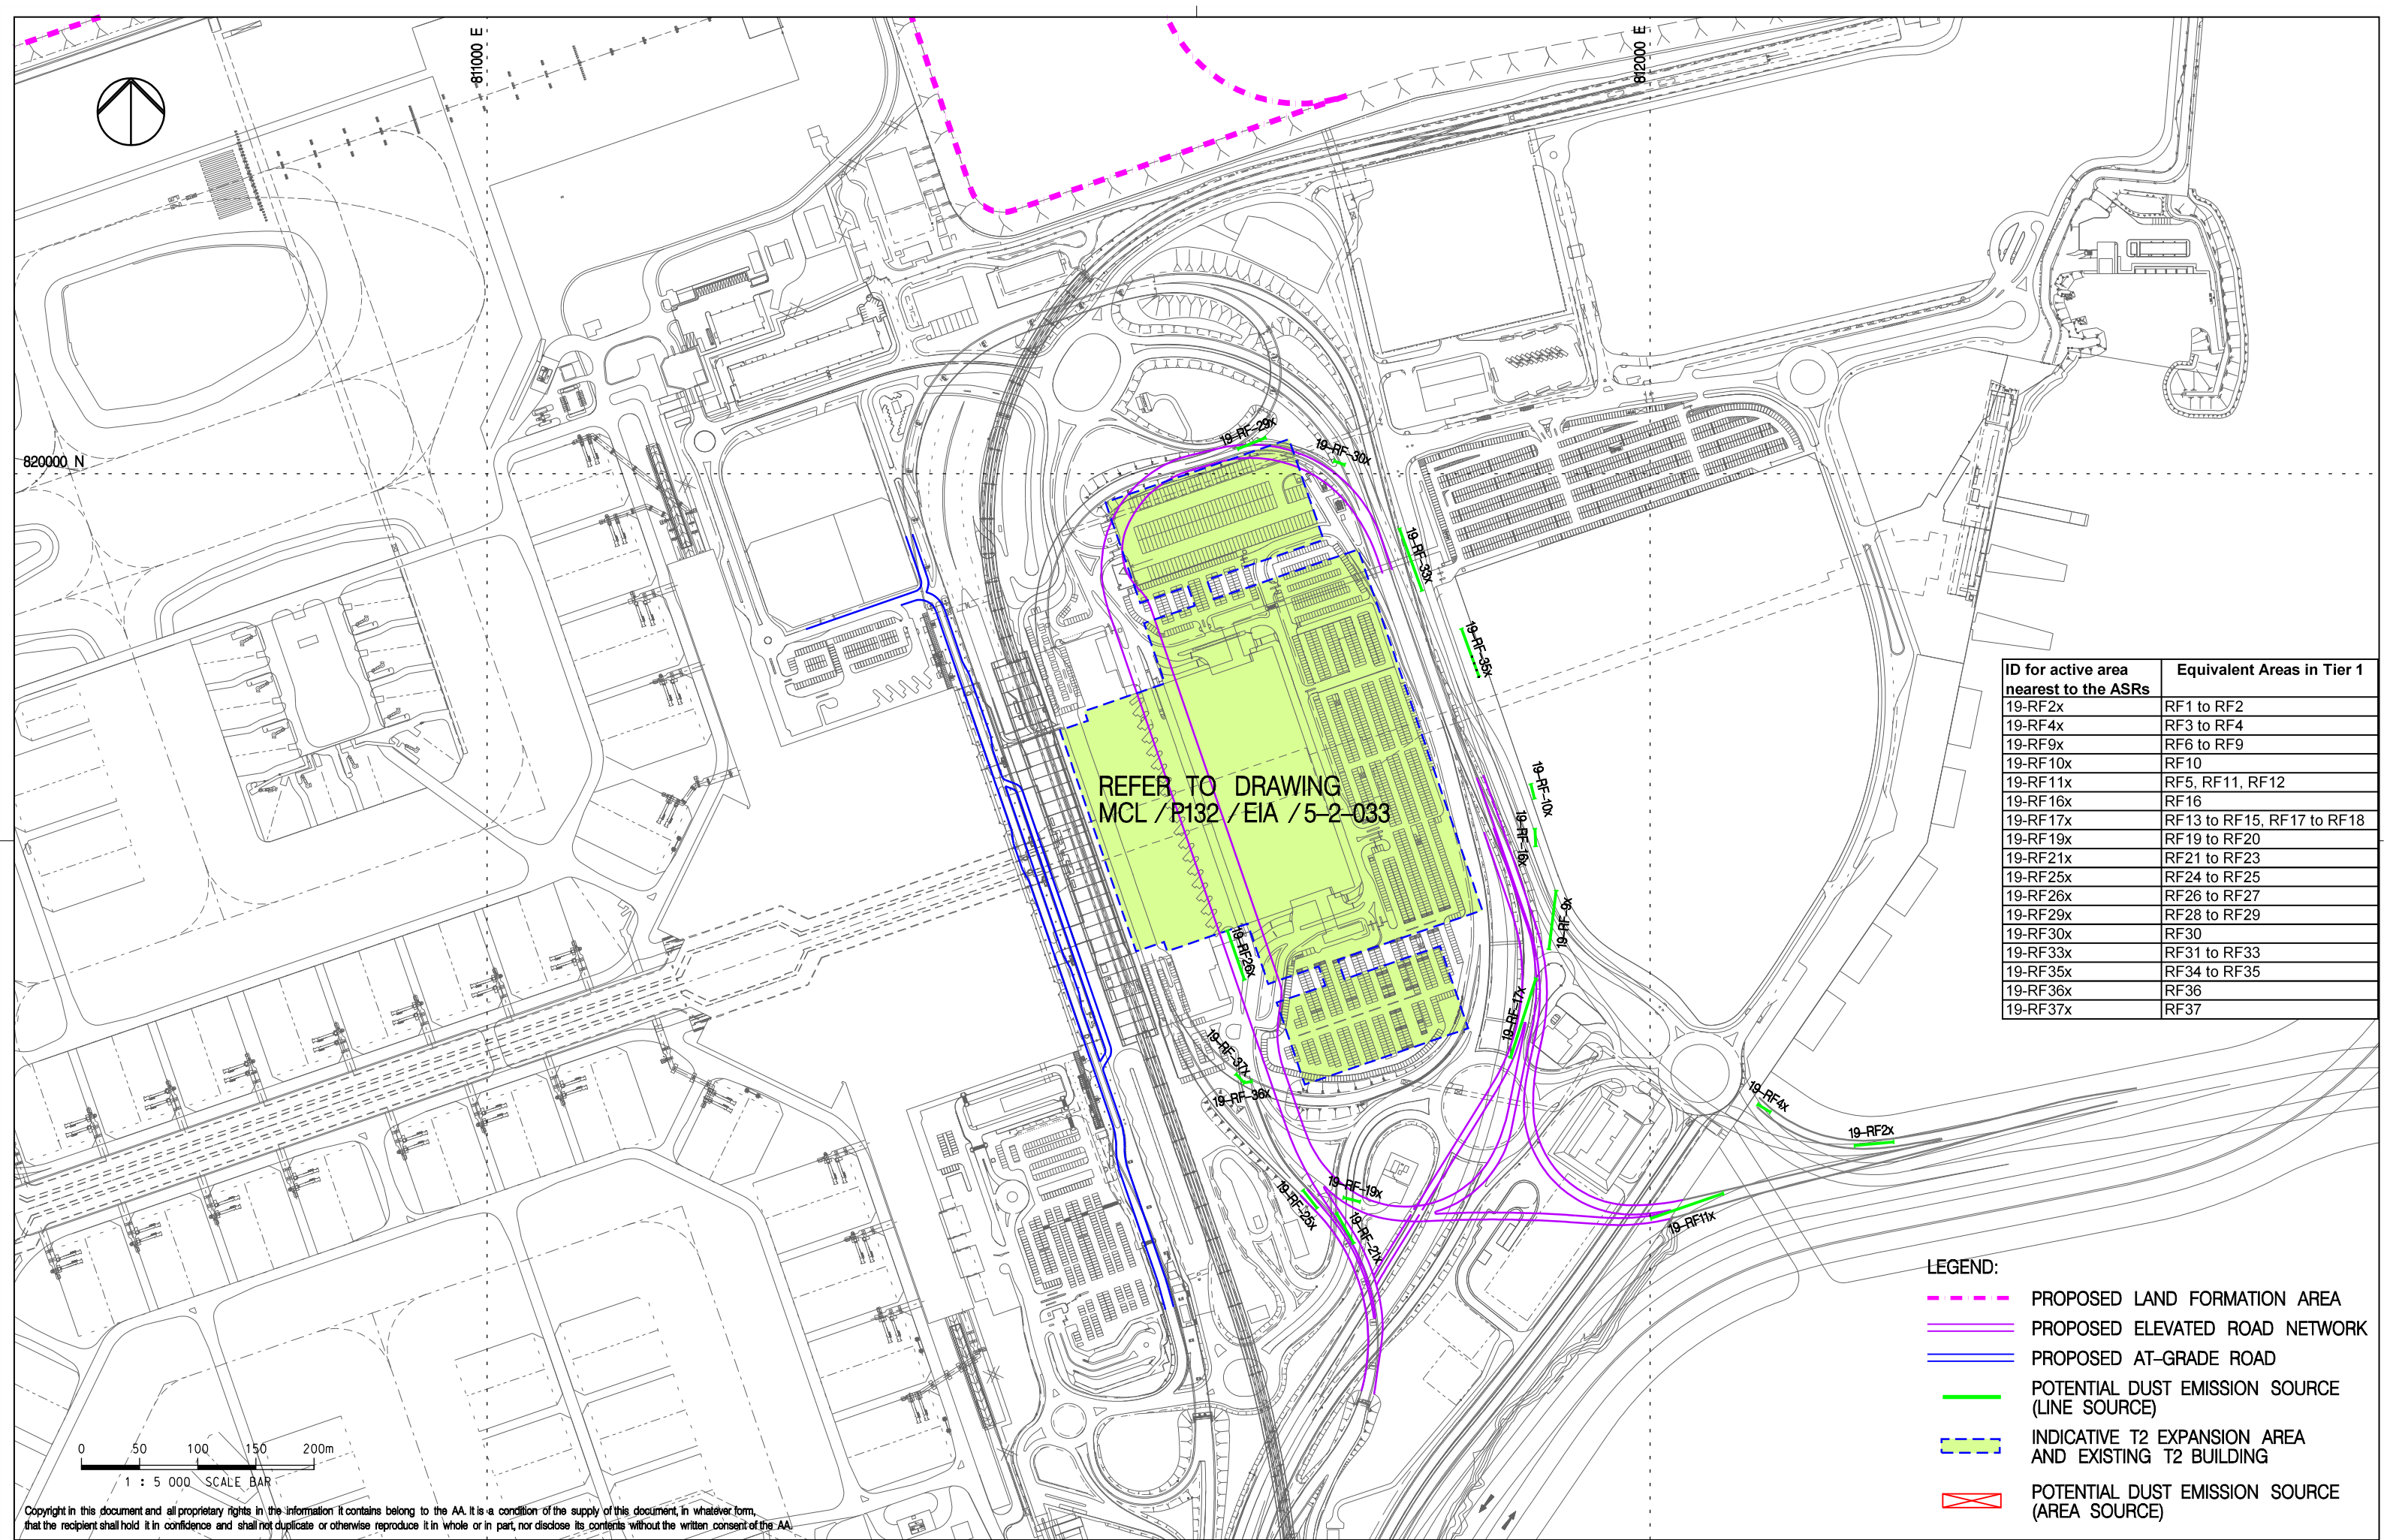 811000 E
812000 E
820000 N
19-RF-29x
19-RF-30x
19-RF-33x
19-RF-35x
REFER TO DRAWING
MCL / P132 / EIA / 5-2-033
19-RF-10x
19-RF-16x
19-RF-9x
19-RF26x
19-RF-17x
19-RF-37x
19-RF-36x
19-RF4x
19-RF2x
19-RF-19x
19-RF-25x
19-RF-21x
19-RF11x
ID for active area nearest to the ASRs Equivalent Areas in Tier 1
19-RF2x RF1 to RF2
19-RF4x RF3 to RF4
19-RF9x RF6 to RF9
19-RF10x RF10
19-RF11x RF5, RF11, RF12
19-RF16x RF16
19-RF17x RF13 to RF15, RF17 to RF18
19-RF19x RF19 to RF20
19-RF21x RF21 to RF23
19-RF25x RF24 to RF25
19-RF26x RF26 to RF27
19-RF29x RF28 to RF29
19-RF30x RF30
19-RF33x RF31 to RF33
19-RF35x RF34 to RF35
19-RF36x RF36
19-RF37x RF37
LEGEND:
PROPOSED LAND FORMATION AREA
PROPOSED ELEVATED ROAD NETWORK
PROPOSED AT-GRADE ROAD
POTENTIAL DUST EMISSION SOURCE
(LINE SOURCE)
INDICATIVE T2 EXPANSION AREA
AND EXISTING T2 BUILDING
POTENTIAL DUST EMISSION SOURCE
(AREA SOURCE)
0 50 100 150 200m
1 : 5 000 SCALE BAR
Copyright in this document and all proprietary rights in the information it contains belong to the AA. It is a condition of the supply of this document, in whatever form,
that the recipient shall hold it in confidence and shall not duplicate or otherwise reproduce it in whole or in part, nor disclose its contents without the written consent of the AA.